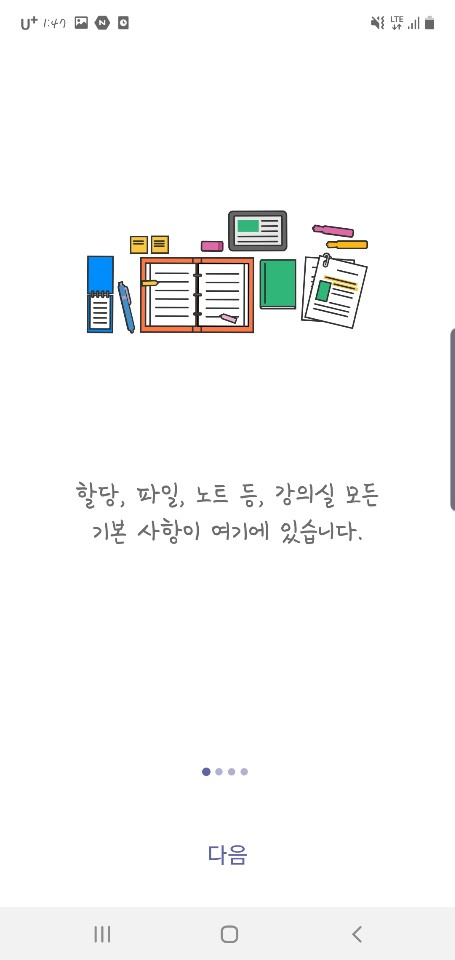 U+ 1:47 N LTE
할당, 파일, 노트 등, 강의실 모든
기본 사항이 여기에 있습니다.
다음